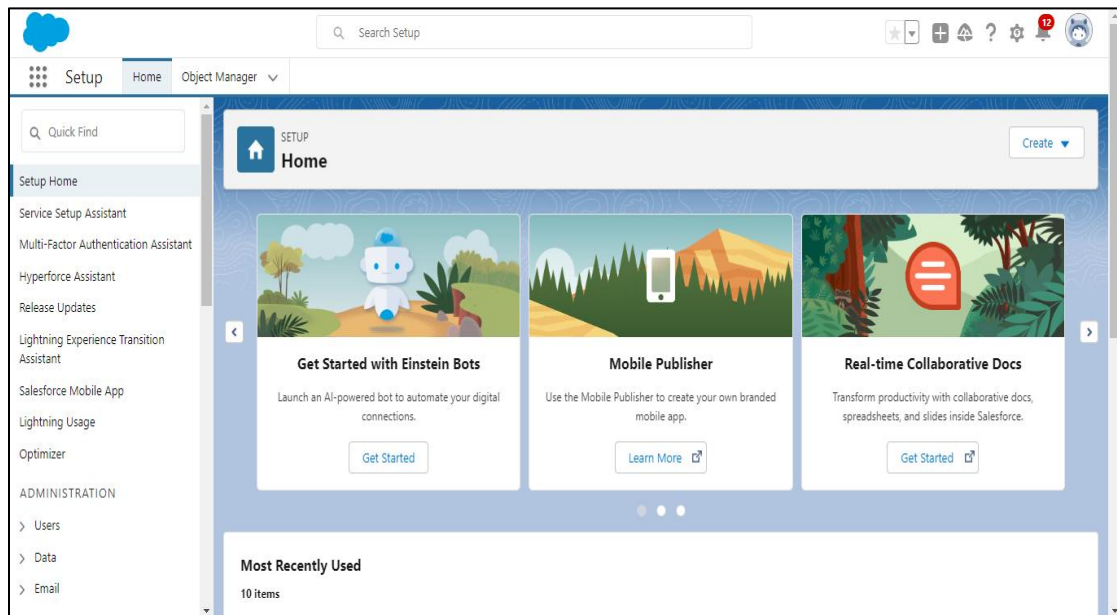 Search Setup
12
Setup
Home
Object Manager
Quick Find
Setup Home
Service Setup Assistant
Multi-Factor Authentication Assistant
Hyperforce Assistant
Release Updates
Lightning Experience Transition
Assistant
Salesforce Mobile App
Lightning Usage
Optimizer
ADMINISTRATION
Users
Data
Email
SETUP
Home
Create
Get Started with Einstein Bots
Launch an AI-powered bot to automate your digital
connections.
Get Started
Mobile Publisher
Use the Mobile Publisher to create your own branded
mobile app.
Learn More
Real-time Collaborative Docs
Transform productivity with collaborative docs,
spreadsheets, and slides inside Salesforce.
Get Started
Most Recently Used
10 items